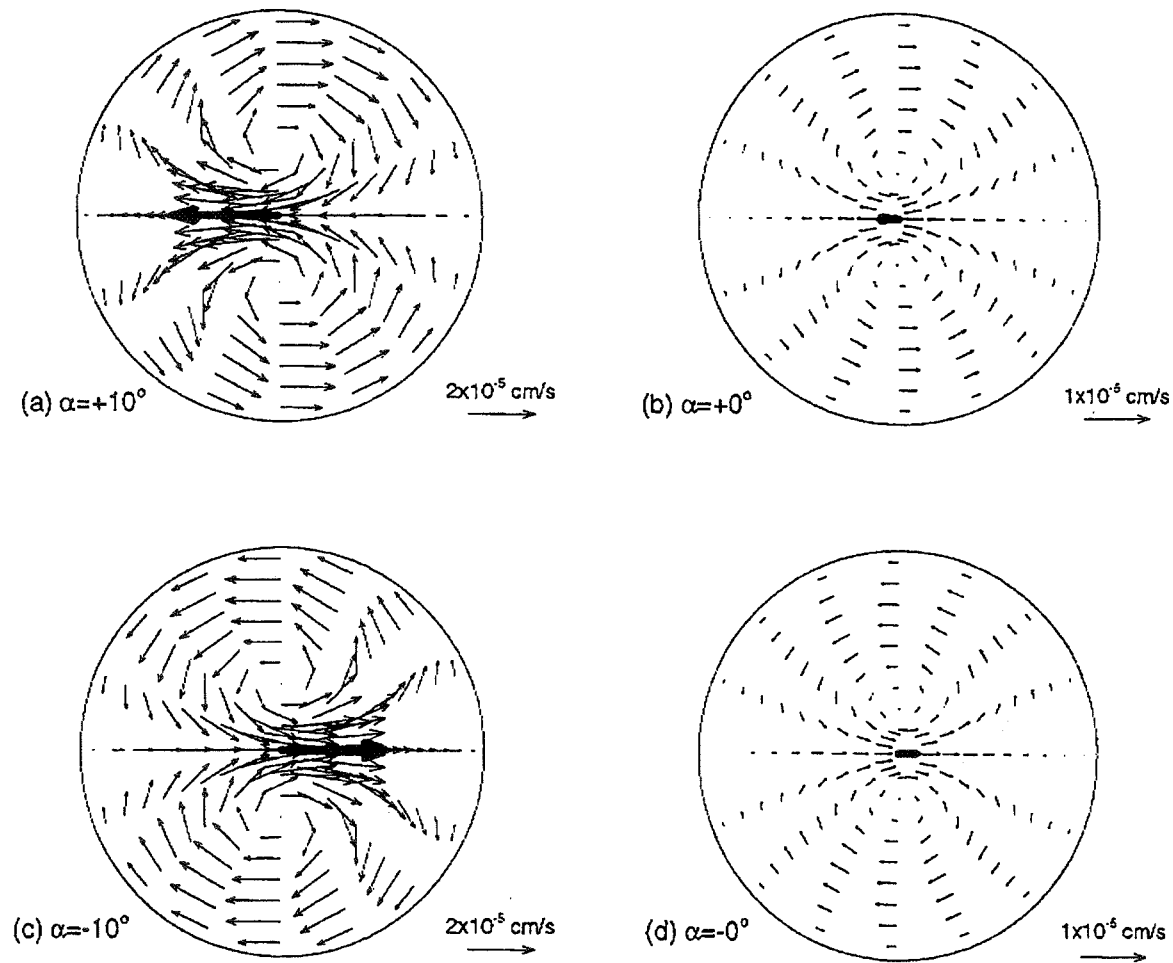 (a) α=+10°
2x10⁻⁵ cm/s
(b) α=+0°
1x10⁻⁵ cm/s
(c) α=-10°
2x10⁻⁵ cm/s
(d) α=-0°
1x10⁻⁵ cm/s